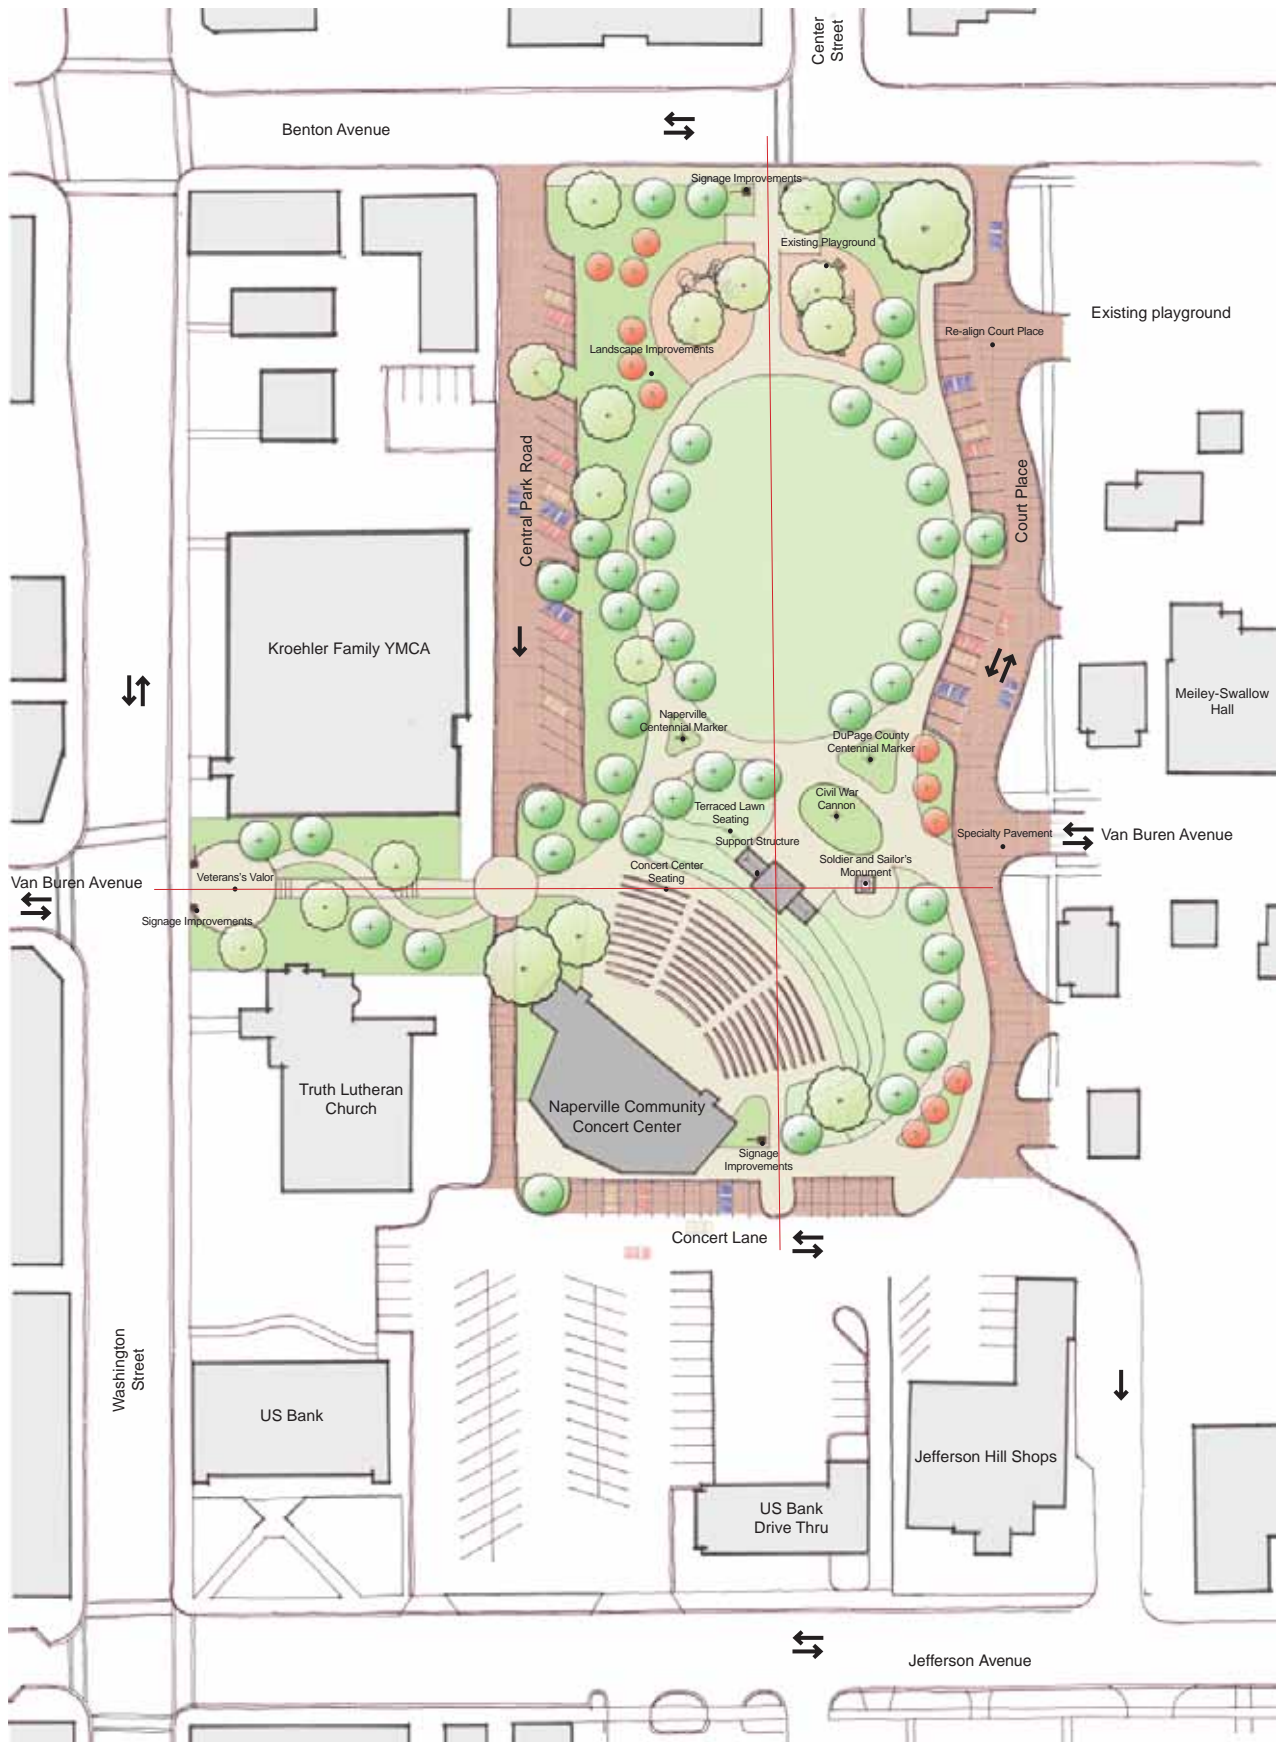 Center
Street
Benton Avenue
Signage Improvements
Existing Playground
Existing playground
Re-align Court Place
Landscape Improvements
Central Park Road
Court Place
Kroehler Family YMCA
Meiley-Swallow
Hall
Naperville
Centennial Marker
DuPage County
Centennial Marker
Civil War
Cannon
Terraced Lawn
Seating
Support Structure
Specialty Pavement
Van Buren Avenue
Soldier and Sailor's
Monument
Concert Center
Seating
Veterans's Valor
Van Buren Avenue
Signage Improvements
Truth Lutheran
Church
Naperville Community
Concert Center
Signage
Improvements
Concert Lane
Washington
Street
US Bank
Jefferson Hill Shops
US Bank
Drive Thru
Jefferson Avenue